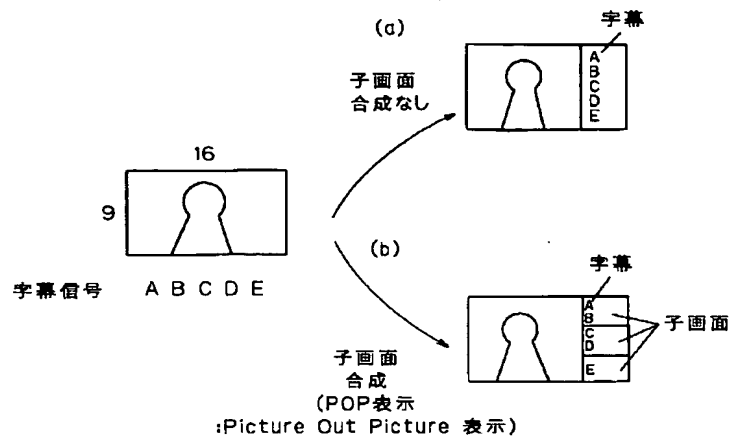 (a)
字幕
A
B
C
D
E
子画面
合成なし
16
9
字幕信号 A B C D E
(b)
字幕
A
B
C
D
E
子画面
子画面
合成
(POP表示
:Picture Out Picture 表示)